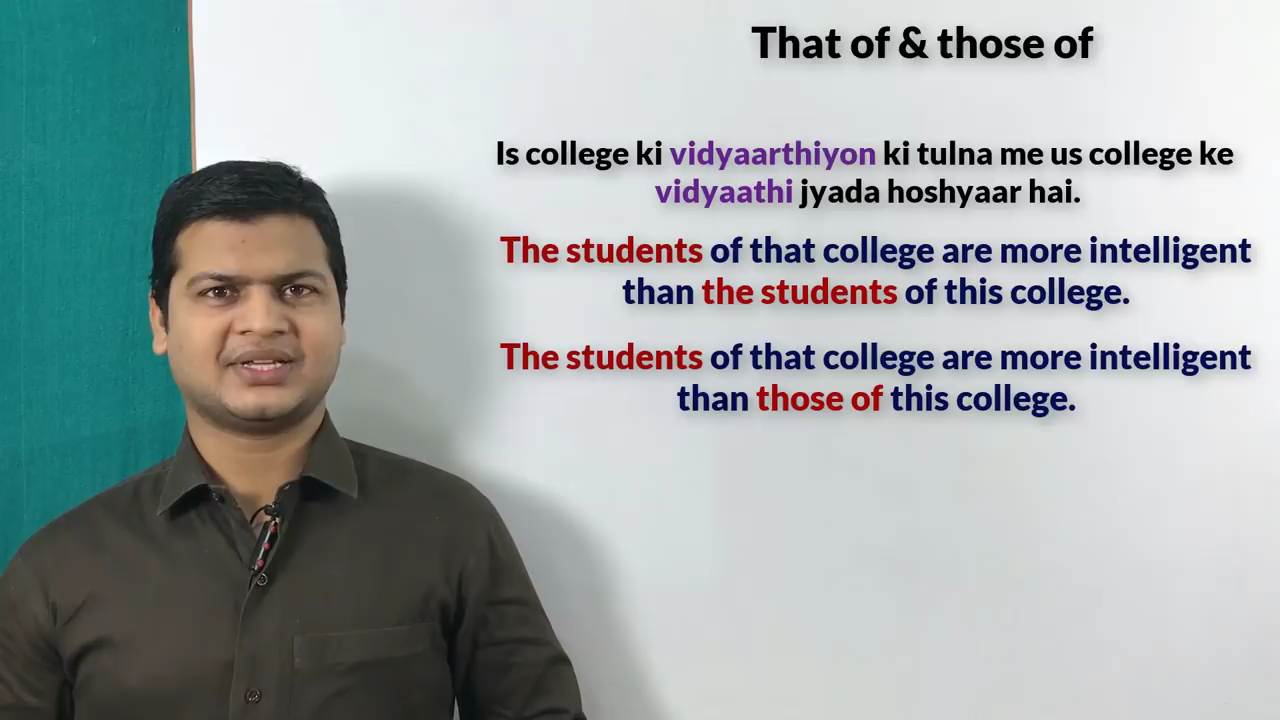 That of & those of
Is college ki vidyaarthiyon ki tulna me us college ke
vidyaathi jyada hoshyaar hai.
The students of that college are more intelligent
than the students of this college.
The students of that college are more intelligent
than those of this college.